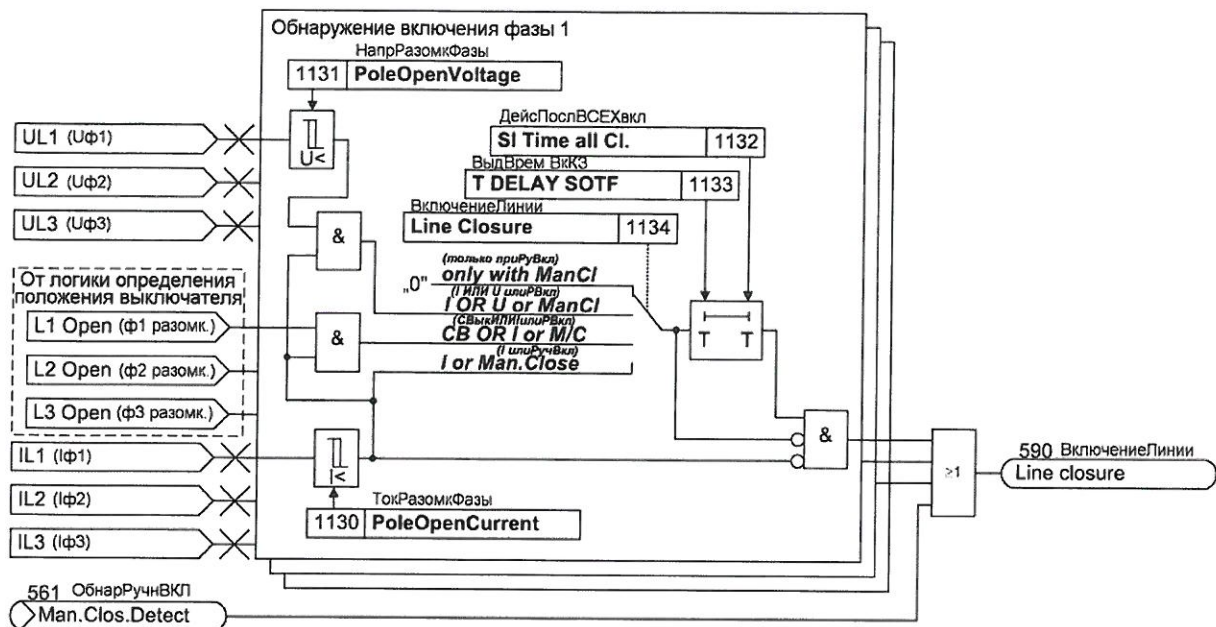 Обнаружение включения фазы 1
НапрРазомкФазы
1131 PoleOpenVoltage
U<
UL1 (Uф1)
UL2 (Uф2)
UL3 (Uф3)
ДейсПослВСЕХвкл
SI Time all Cl. 1132
ВыдВрем ВкКЗ
T DELAY SOTF 1133
ВключениеЛинии
Line Closure 1134
&
„0"
(только приРуВкл)
only with ManCl
(I ИЛИ U илиРВкл)
I OR U or ManCl
(СВыкИЛИIилиРВкл)
CB OR I or M/C
(I илиРучВкл)
I or Man.Close
T T
От логики определения
положения выключателя
L1 Open (ф1 разомк.)
L2 Open (ф2 разомк.)
L3 Open (ф3 разомк.)
&
&
IL1 (Iф1)
IL2 (Iф2)
IL3 (Iф3)
I<
ТокРазомкФазы
1130 PoleOpenCurrent
≥1
590 ВключениеЛинии
Line closure
561 ОбнарРучнВКЛ
Man.Clos.Detect